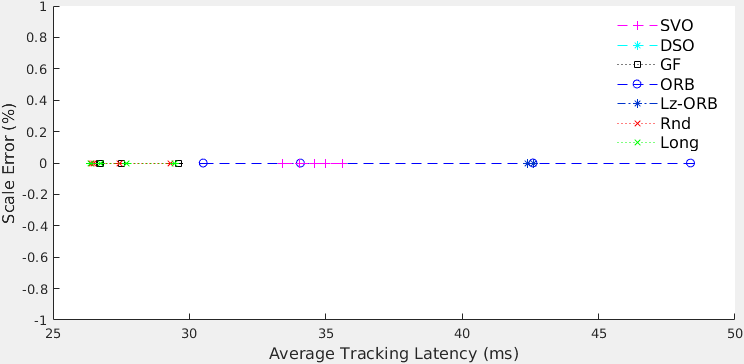 1
0.8
0.6
0.4
0.2
0
-0.2
-0.4
-0.6
-0.8
-1
Scale Error (%)
SVO
DSO
GF
ORB
Lz-ORB
Rnd
Long
25 30 35 40 45 50
Average Tracking Latency (ms)